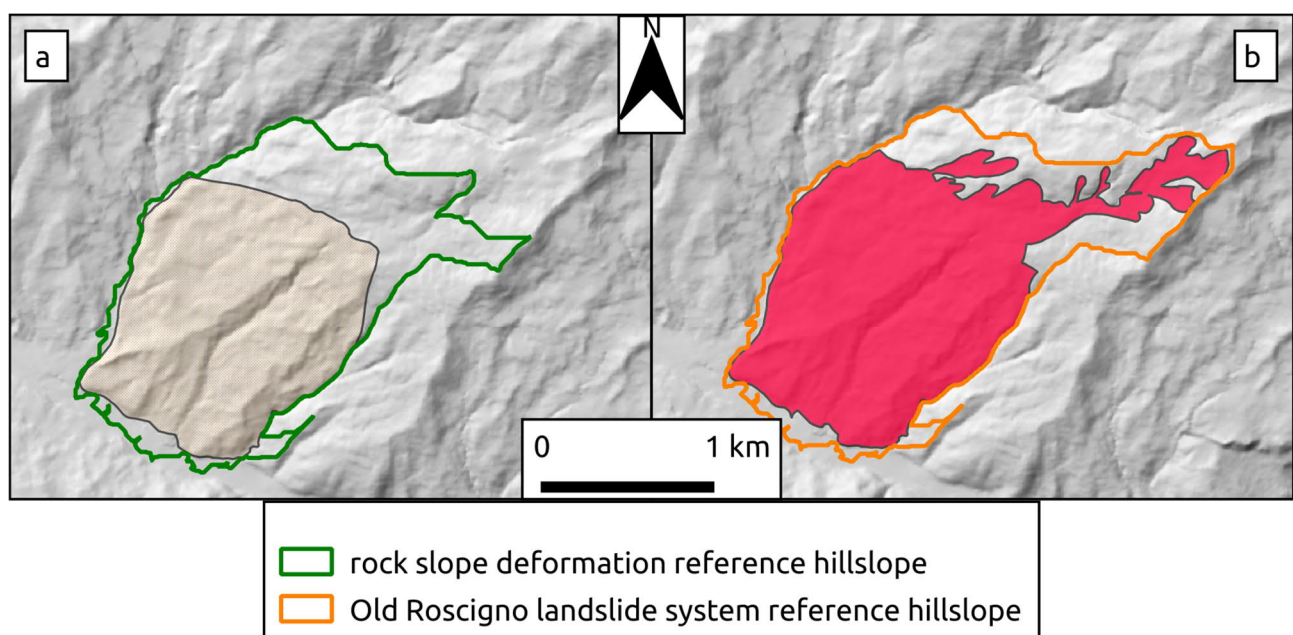 a
N
b
0 1 km
rock slope deformation reference hillslope
Old Roscigno landslide system reference hillslope